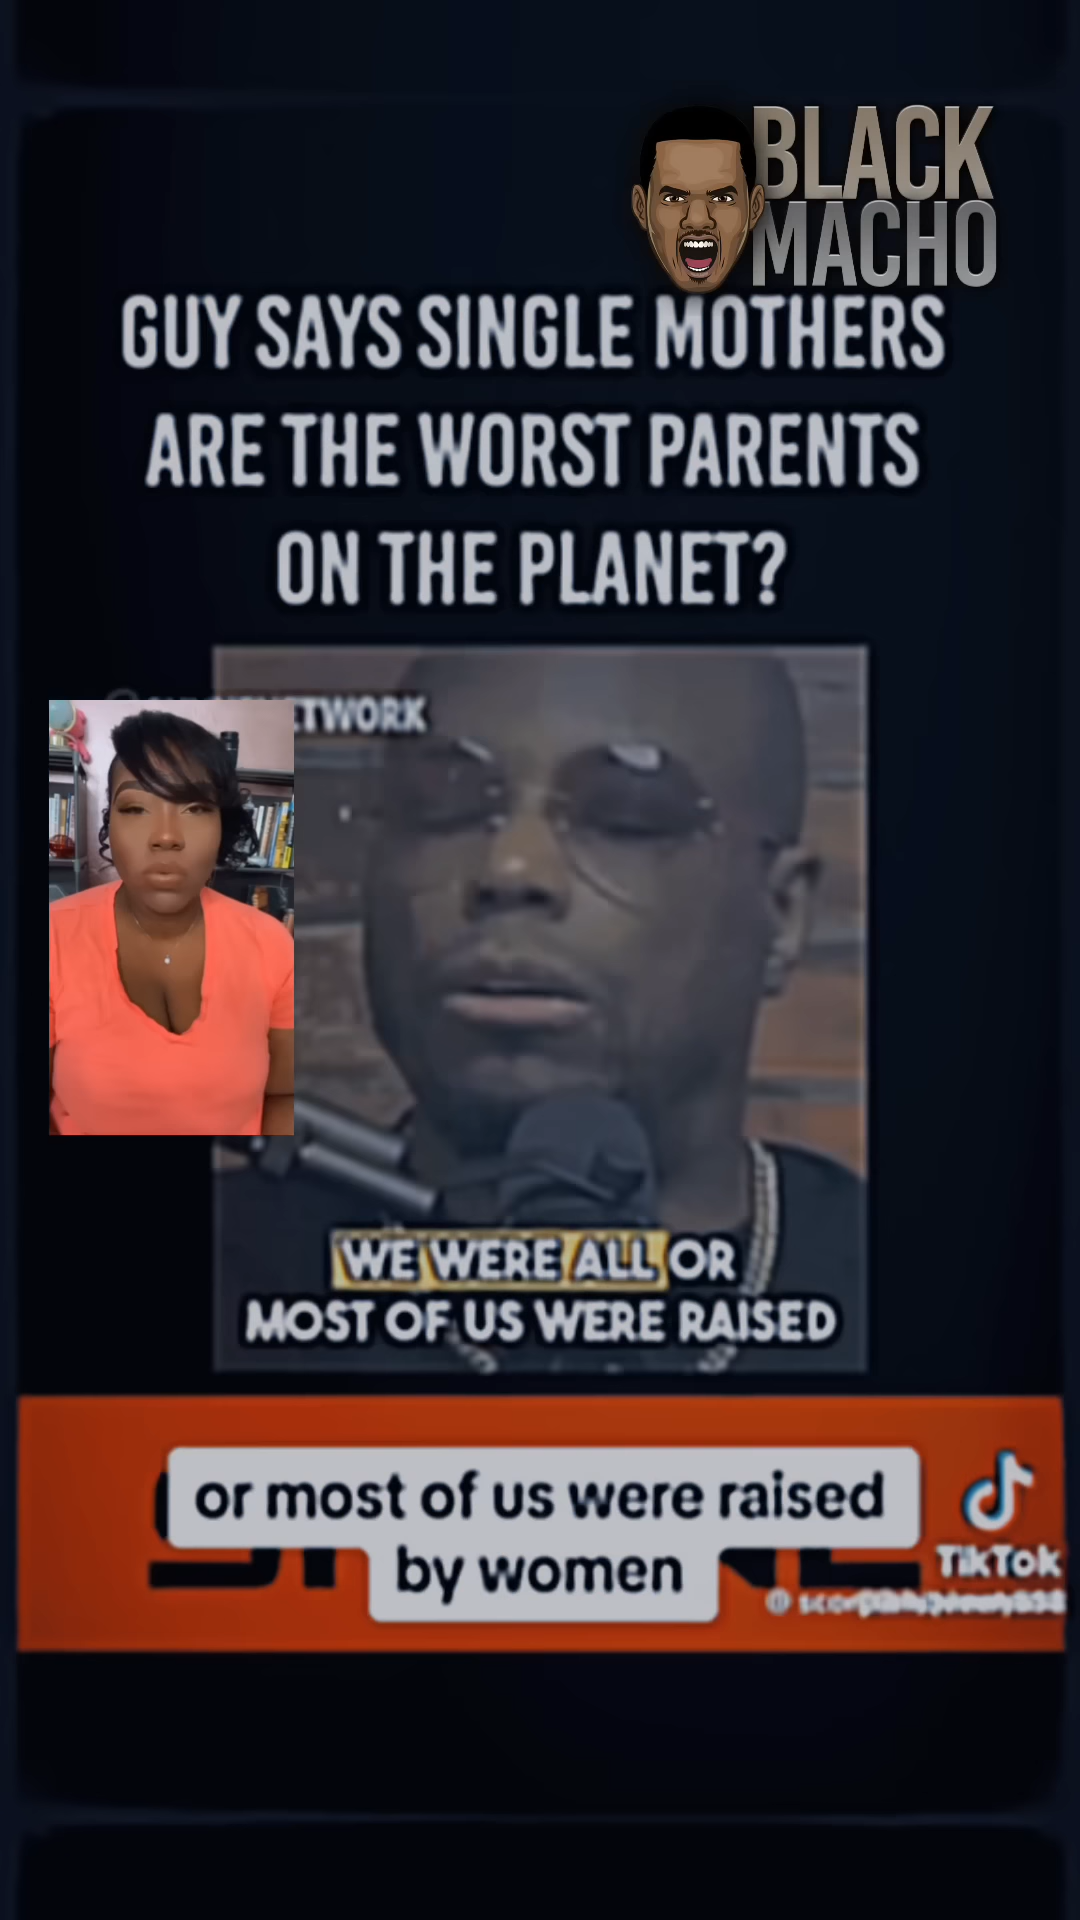 BLACK
MACHO
GUY SAYS SINGLE MOTHERS
ARE THE WORST PARENTS
ON THE PLANET?
WE WERE ALL OR
MOST OF US WERE RAISED
or most of us were raised
by women
TikTok